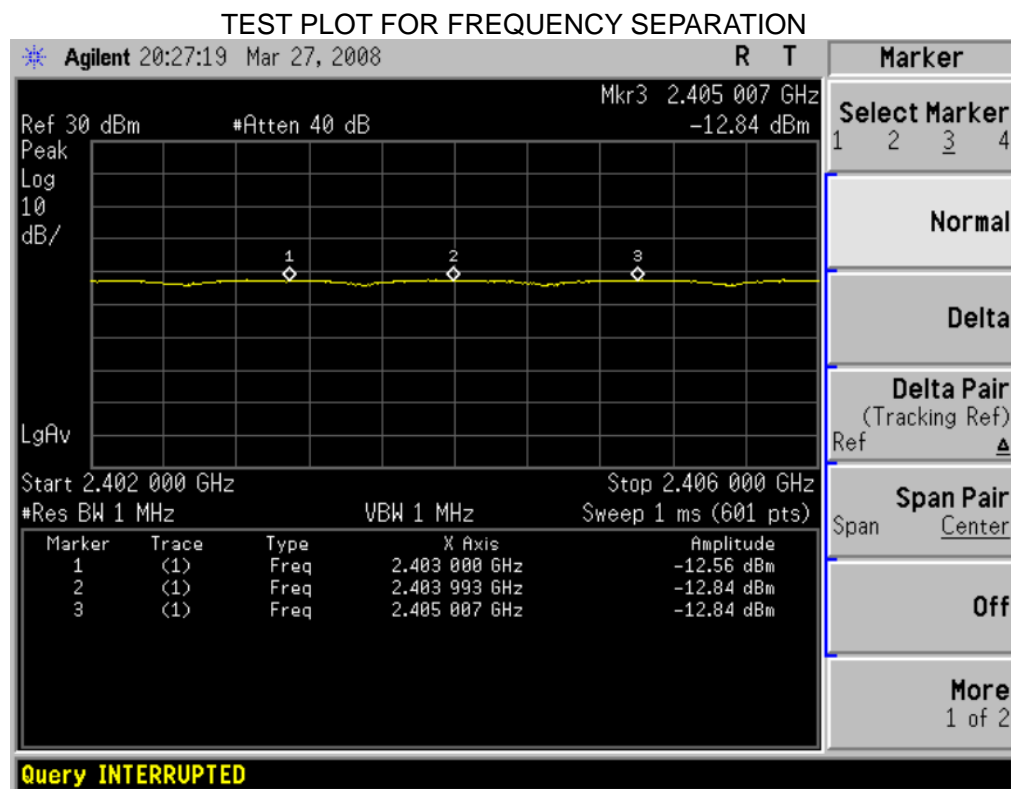 TEST PLOT FOR FREQUENCY SEPARATION
Agilent 20:27:19 Mar 27, 2008 R T
Mkr3 2.405 007 GHz
Ref 30 dBm #Atten 40 dB -12.84 dBm
Peak
Log
10
dB/
1 2 3
LgAv
Start 2.402 000 GHz Stop 2.406 000 GHz
#Res BW 1 MHz VBW 1 MHz Sweep 1 ms (601 pts)
Marker Trace Type X Axis Amplitude
1 (1) Freq 2.403 000 GHz -12.56 dBm
2 (1) Freq 2.403 993 GHz -12.84 dBm
3 (1) Freq 2.405 007 GHz -12.84 dBm
Marker
Select Marker
1 2 3 4
Normal
Delta
Delta Pair
(Tracking Ref)
Ref Δ
Span Pair
Span Center
Off
More
1 of 2
Query INTERRUPTED